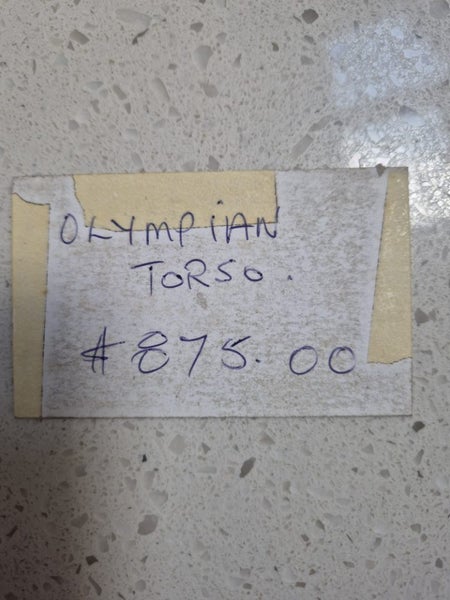 OLYMPIAN
TORSO.
$875.00